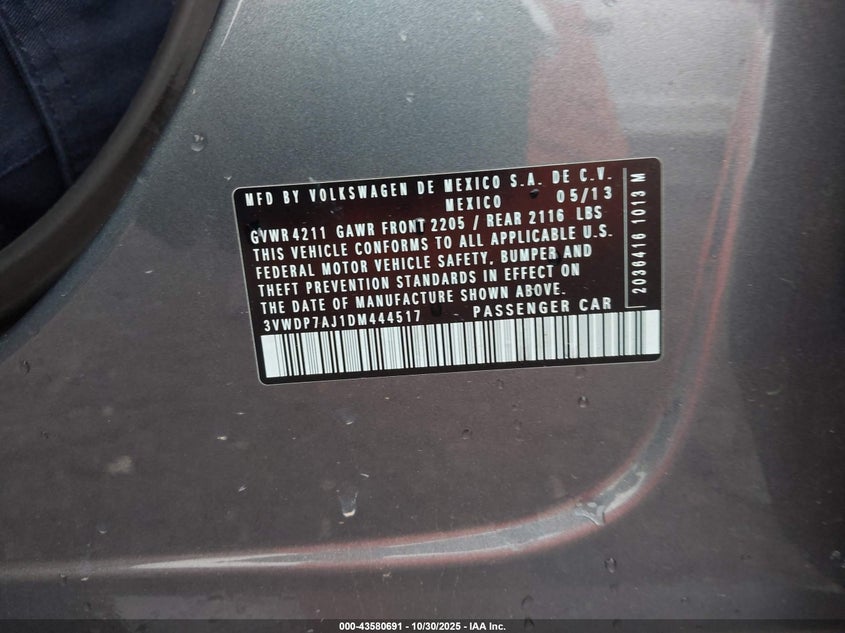 MFD BY VOLKSWAGEN DE MEXICO S.A. DE C.V.
MEXICO 05/13
GVWR 4211 GAWR FRONT 2205 / REAR 2116 LBS
THIS VEHICLE CONFORMS TO ALL APPLICABLE U.S.
FEDERAL MOTOR VEHICLE SAFETY, BUMPER AND
THEFT PREVENTION STANDARDS IN EFFECT ON
THE DATE OF MANUFACTURE SHOWN ABOVE.
3VWDP7AJ1DM444517 PASSENGER CAR
2036416 1013 M
000-43580691 - 10/30/2025 - IAA Inc.